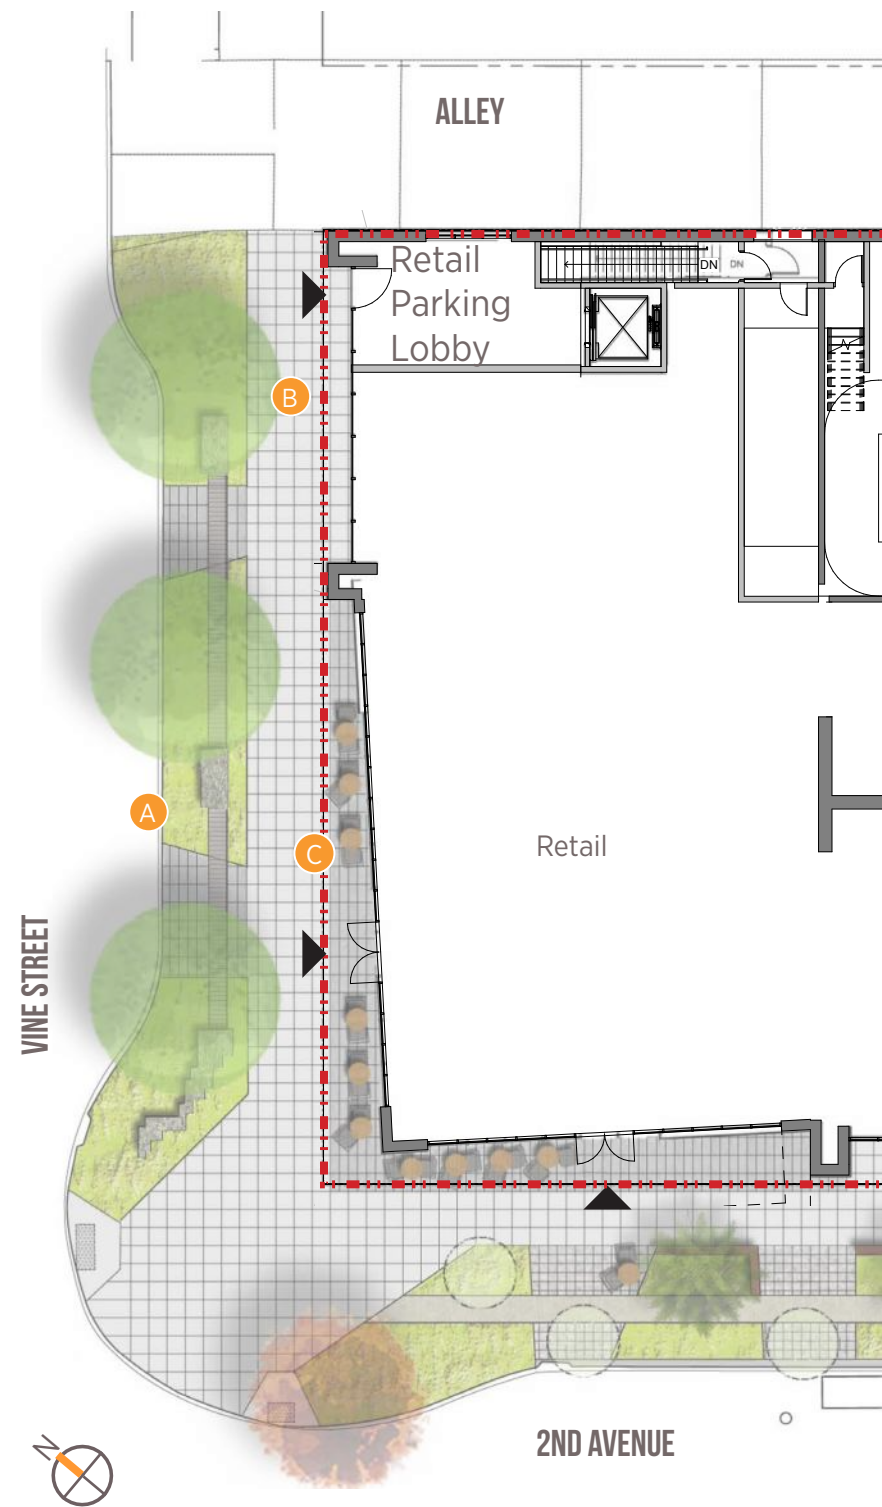 ALLEY
Retail
Parking
Lobby
DN
DN
B
A
C
Retail
VINE STREET
2ND AVENUE
N